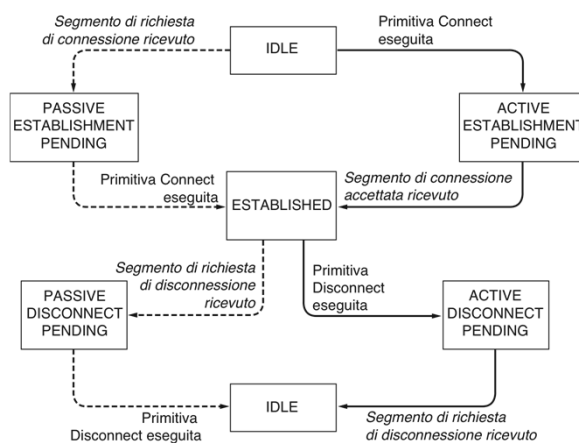 Segmento di richiesta
di connessione ricevuto
IDLE
Primitiva Connect
eseguita
PASSIVE
ESTABLISHMENT
PENDING
ACTIVE
ESTABLISHMENT
PENDING
Primitiva Connect
eseguita
ESTABLISHED
Segmento di connessione
accettata ricevuto
Segmento di richiesta
di disconnessione
ricevuto
Primitiva
Disconnect
eseguita
PASSIVE
DISCONNECT
PENDING
ACTIVE
DISCONNECT
PENDING
Primitiva
Disconnect eseguita
IDLE
Segmento di richiesta
di disconnessione ricevuto